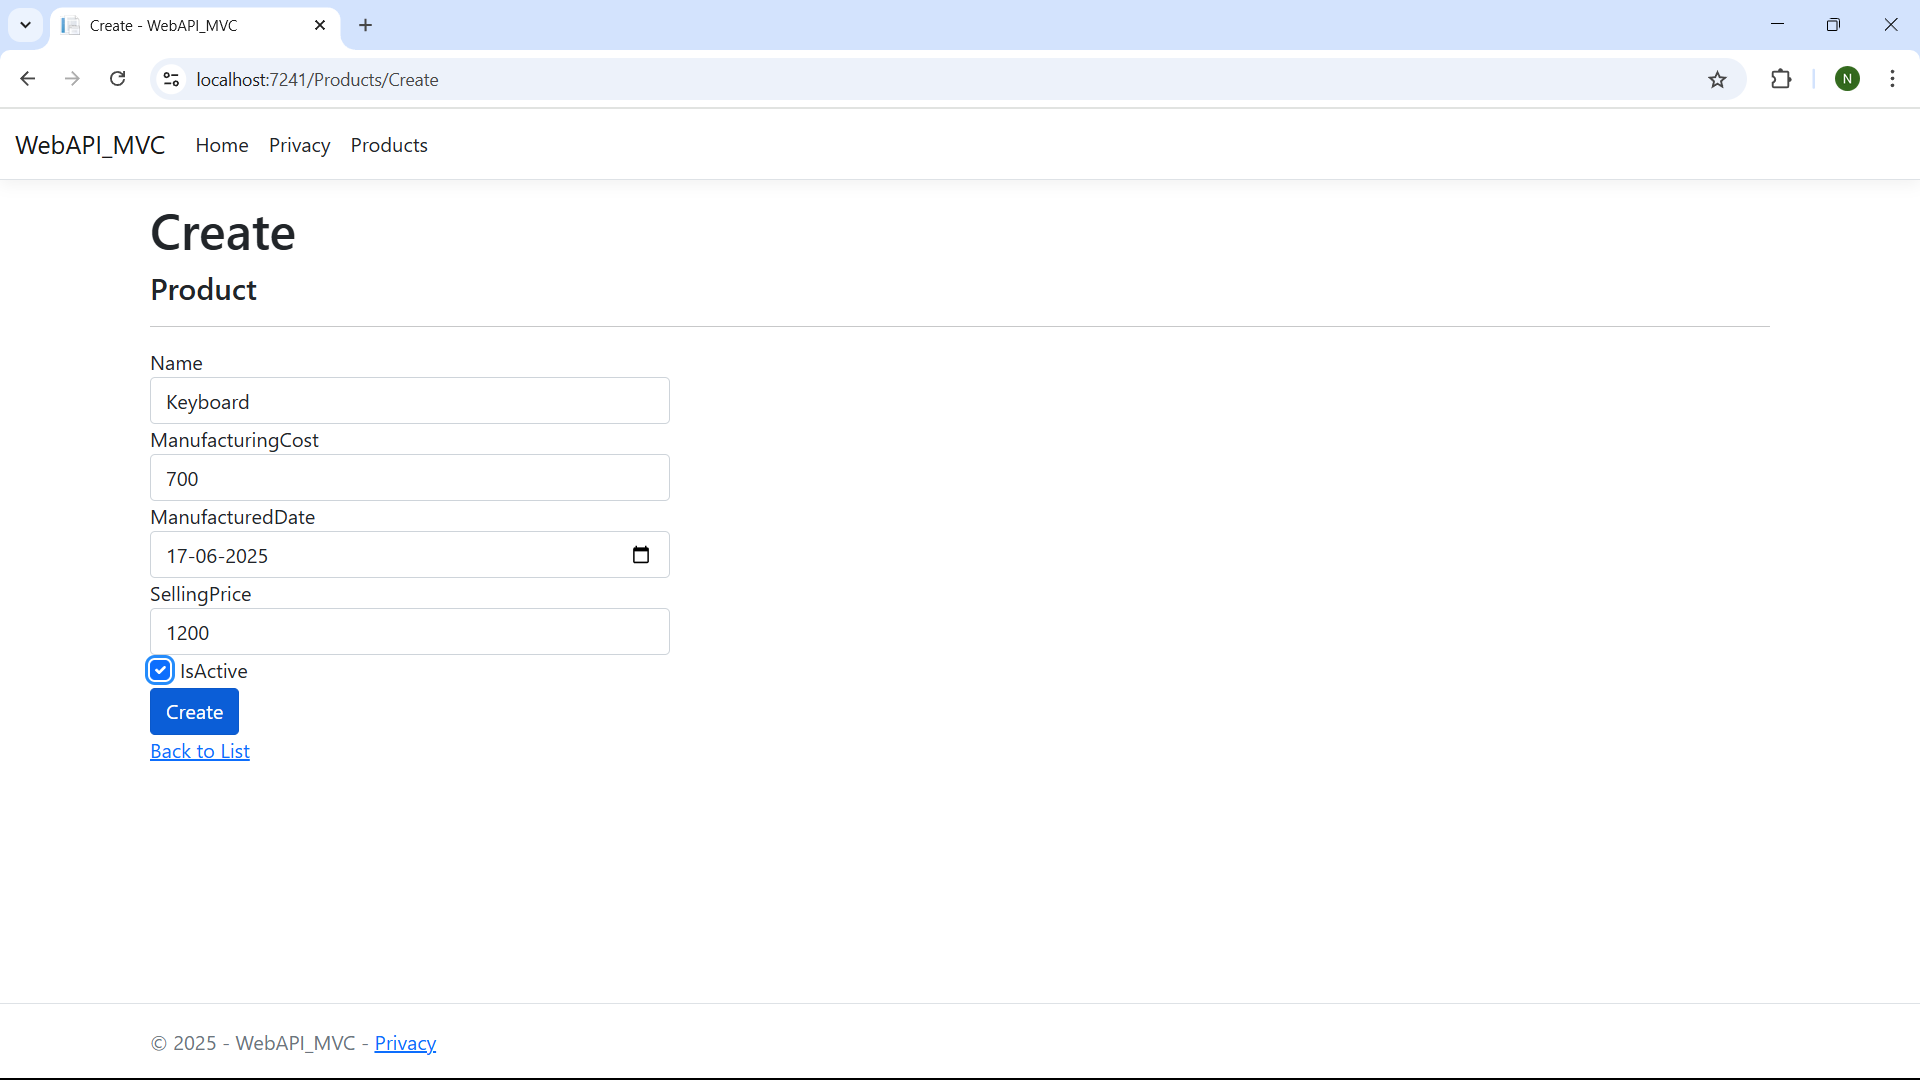 Create - WebAPI_MVC
localhost:7241/Products/Create
N
WebAPI_MVC Home Privacy Products
Create
Product
Name
Keyboard
ManufacturingCost
700
ManufacturedDate
17-06-2025
SellingPrice
1200
IsActive
Create
Back to List
© 2025 - WebAPI_MVC - Privacy